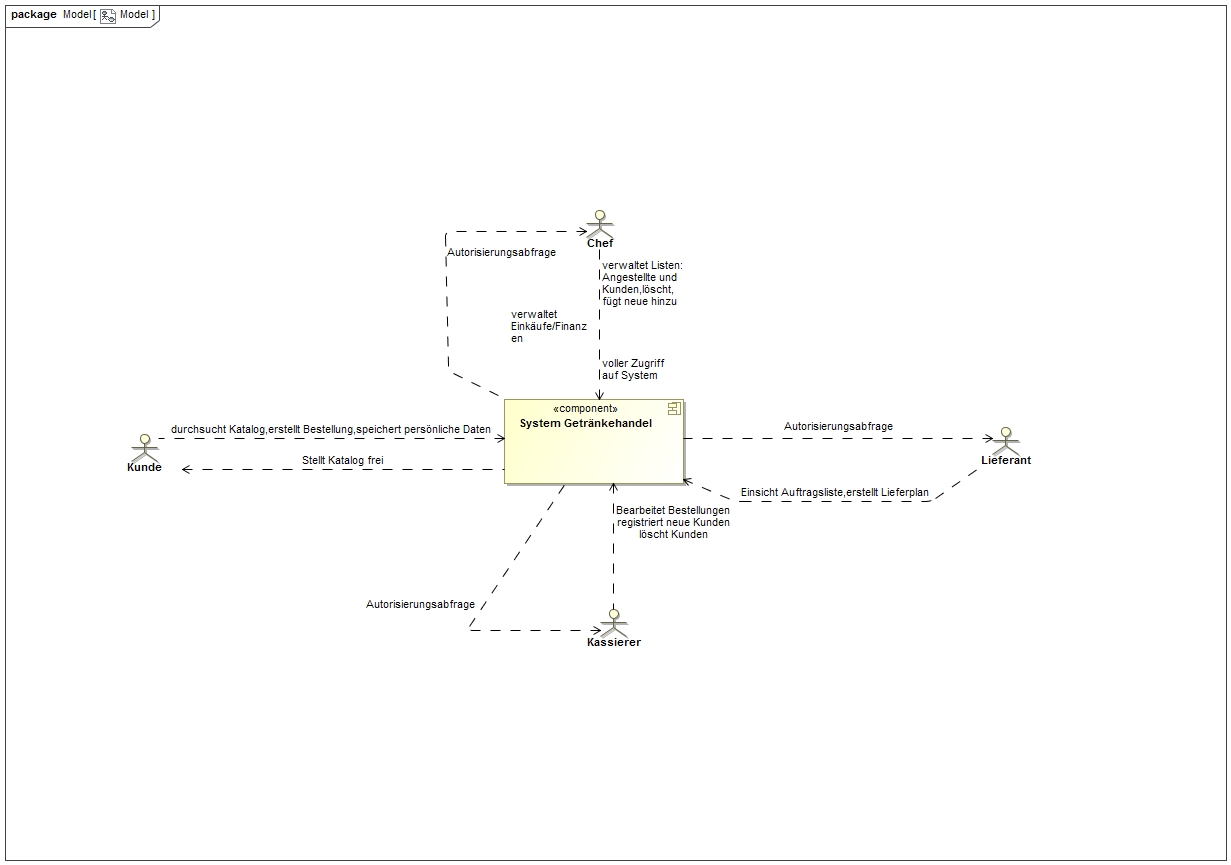 package Model[ Model ]
Chef
Autorisierungsabfrage
verwaltet Listen:
Angestellte und
Kunden,löscht,
fügt neue hinzu
verwaltet
Einkäufe/Finanz
en
voller Zugriff
auf System
«component»
System Getränkehandel
durchsucht Katalog,erstellt Bestellung,speichert persönliche Daten
Kunde
Stellt Katalog frei
Autorisierungsabfrage
Lieferant
Einsicht Auftragsliste,erstellt Lieferplan
Bearbeitet Bestellungen
registriert neue Kunden
löscht Kunden
Autorisierungsabfrage
Kassierer